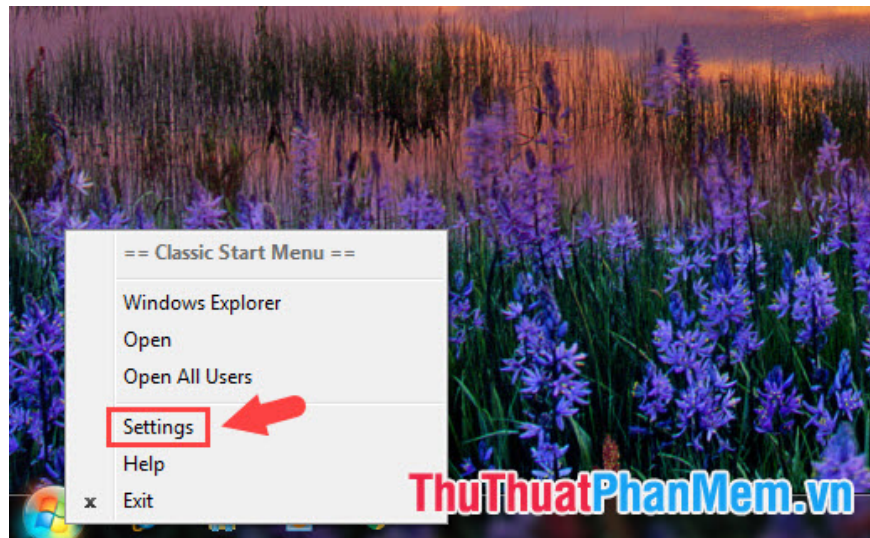 == Classic Start Menu ==
Windows Explorer
Open
Open All Users
Settings
Help
x Exit
ThuThuatPhanMem.vn